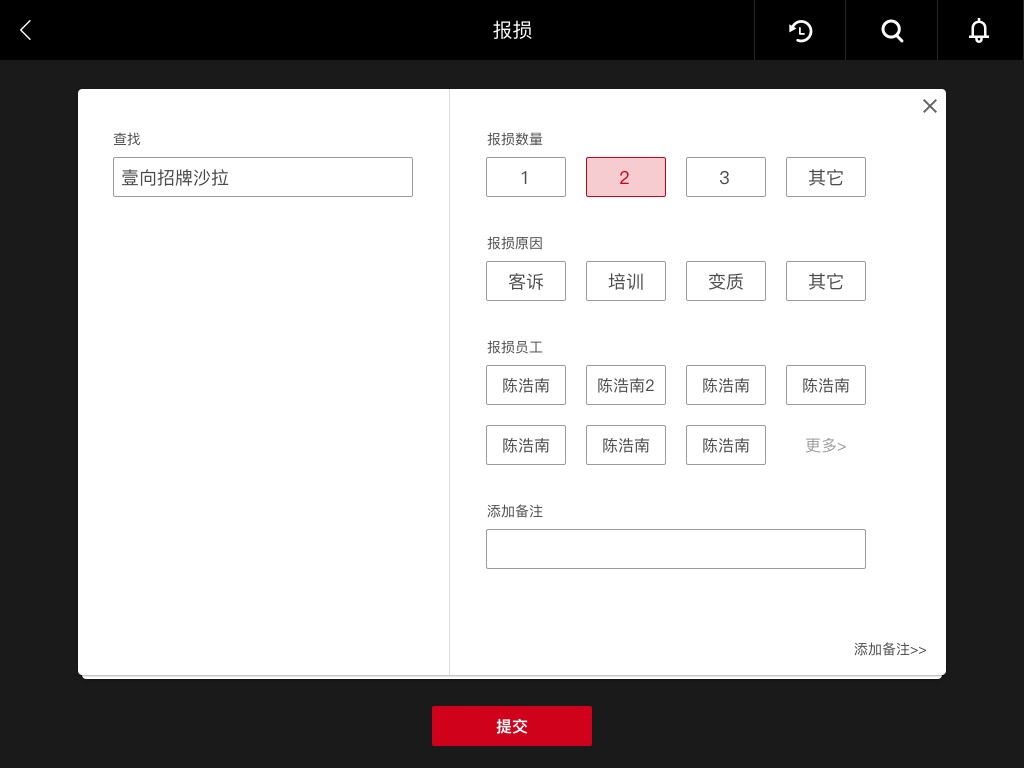 报损
查找
壹向招牌沙拉
报损数量
1
2
3
其它
报损原因
客诉
培训
变质
其它
报损员工
陈浩南
陈浩南2
陈浩南
陈浩南
陈浩南
陈浩南
陈浩南
更多>
添加备注
添加备注>>
提交